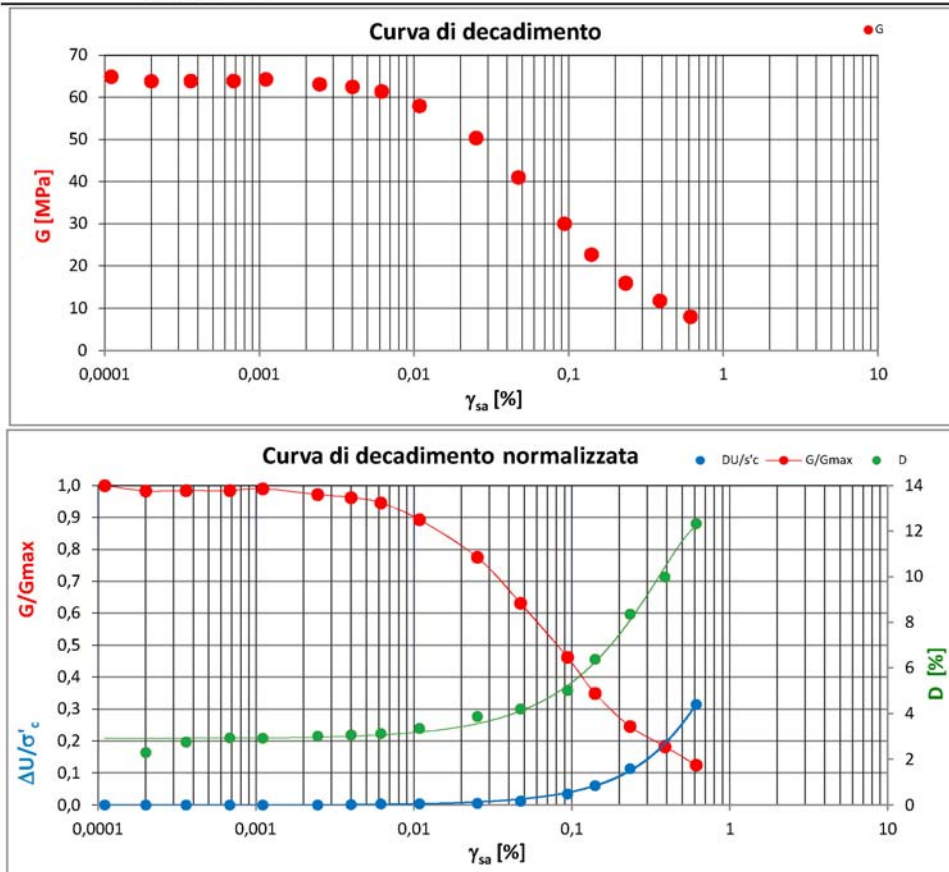 Curva di decadimento
G
70
60
50
40
30
20
10
0
G [MPa]
0,0001 0,001 0,01 0,1 1 10
γsa [%]
Curva di decadimento normalizzata
DU/s'c G/Gmax D
1,0
0,9
0,8
0,7
0,6
0,5
0,4
0,3
0,2
0,1
0,0
G/Gmax
ΔU/σ'c
14
12
10
8
6
4
2
0
D [%]
0,0001 0,001 0,01 0,1 1 10
γsa [%]